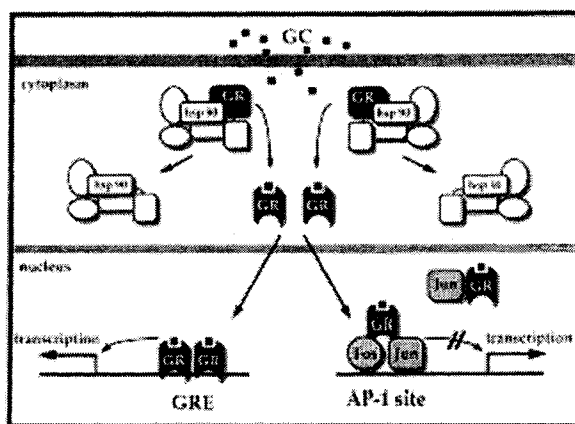 GC
cytoplasm
GR
hsp 90
GR
hsp 90
hsp 90
GR
GR
hsp 90
nucleus
Jun
GR
transcription
GR
GR
GR
Fos
Jun
transcription
GRE
AP-1 site